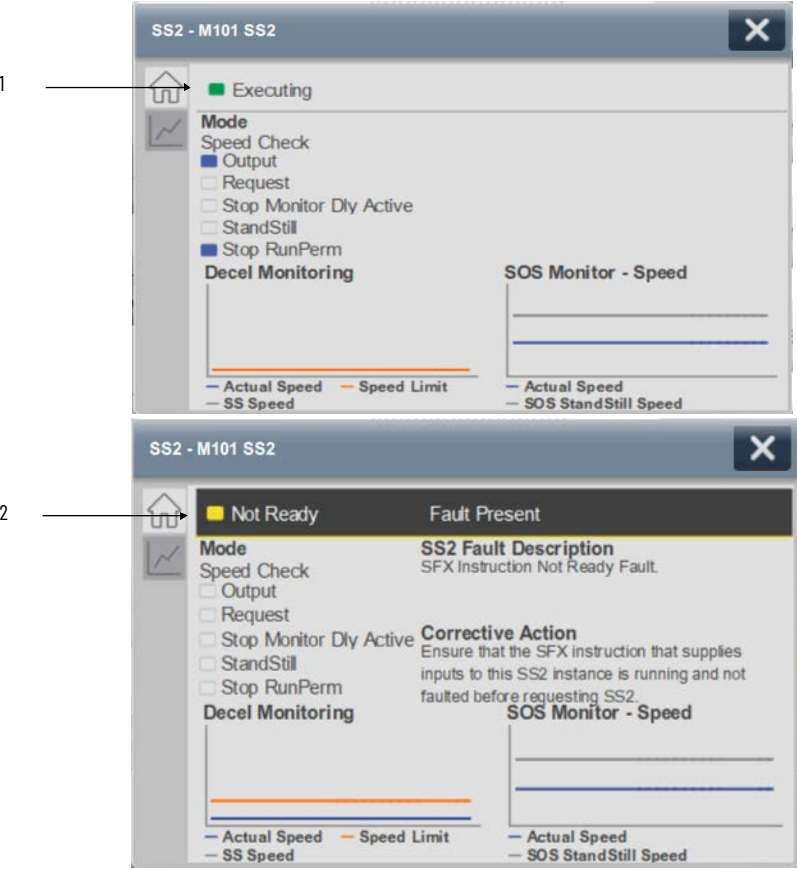 SS2 - M101 SS2
1
Executing
Mode
Speed Check
Output
Request
Stop Monitor Dly Active
StandStill
Stop RunPerm
Decel Monitoring
SOS Monitor - Speed
Actual Speed Speed Limit
SS Speed
Actual Speed
SOS StandStill Speed
SS2 - M101 SS2
2
Not Ready Fault Present
Mode
Speed Check
Output
Request
Stop Monitor Dly Active
StandStill
Stop RunPerm
SS2 Fault Description
SFX Instruction Not Ready Fault.
Corrective Action
Ensure that the SFX instruction that supplies
inputs to this SS2 instance is running and not
faulted before requesting SS2.
Decel Monitoring
SOS Monitor - Speed
Actual Speed Speed Limit
SS Speed
Actual Speed
SOS StandStill Speed